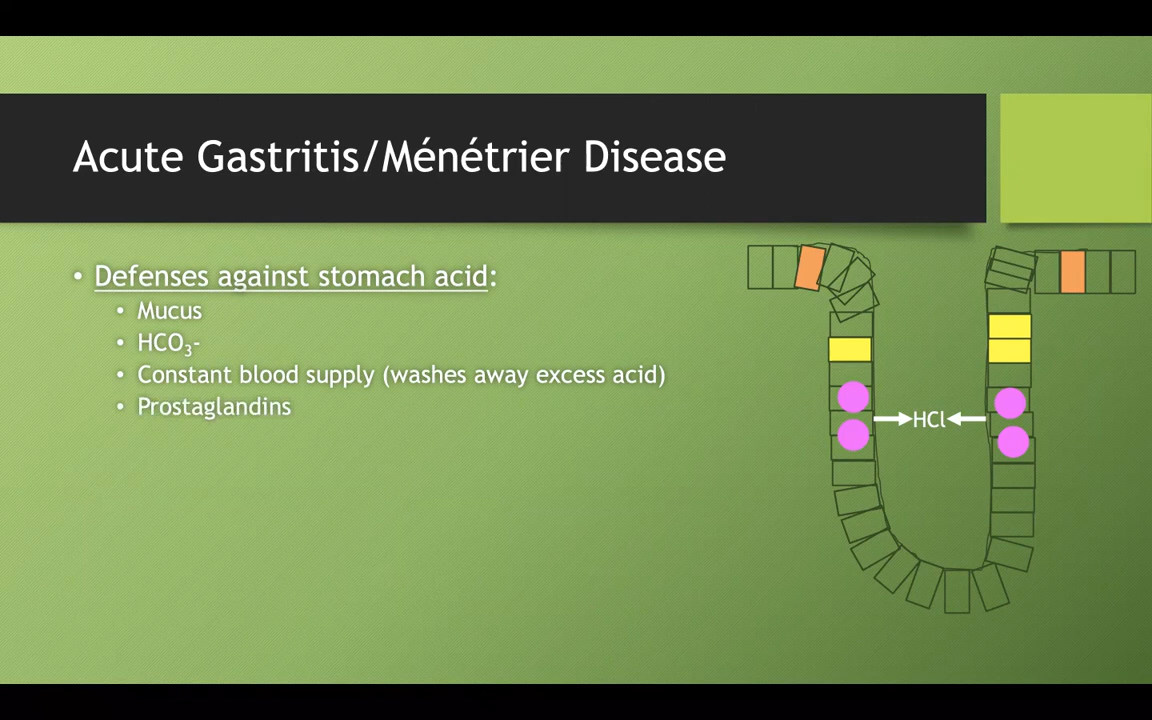 Acute Gastritis/Ménétrier Disease
• Defenses against stomach acid:
• Mucus
• HCO₃-
• Constant blood supply (washes away excess acid)
• Prostaglandins
HCl